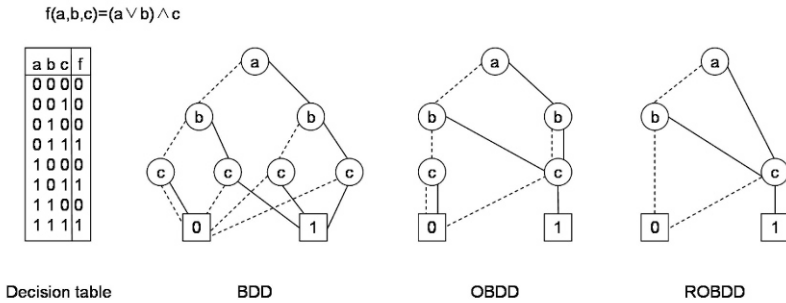 f(a,b,c)=(a∨b)∧c
a b c f
0 0 0 0
0 0 1 0
0 1 0 0
0 1 1 1
1 0 0 0
1 0 1 1
1 1 0 0
1 1 1 1
a
b b
c c c c
0 1
a
b b
c c
0 1
a
b
c
0 1
Decision table BDD OBDD ROBDD